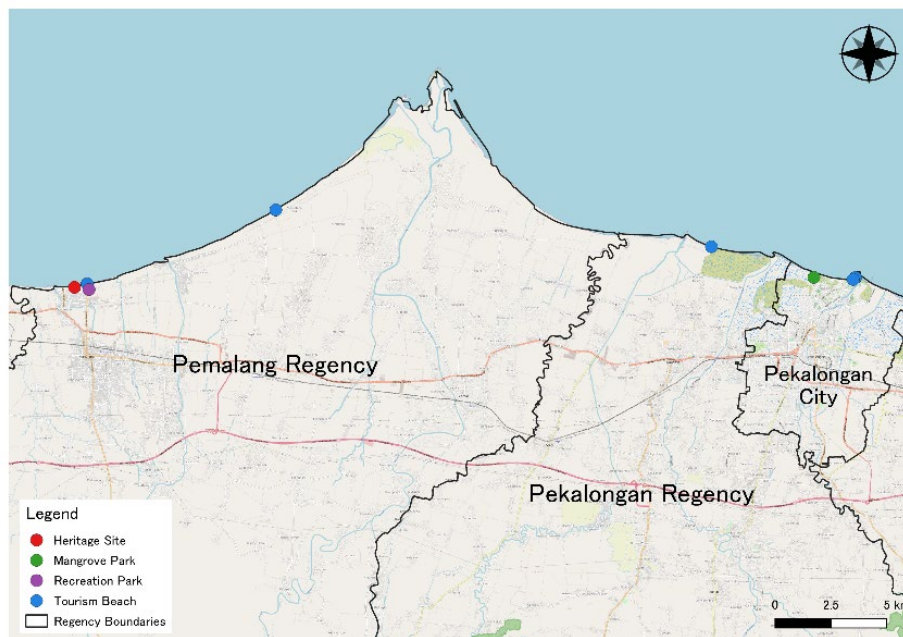 Pemalang Regency
Pekalongan
City
Pekalongan Regency
Legend
Heritage Site
Mangrove Park
Recreation Park
Tourism Beach
Regency Boundaries
0 2.5 5 km